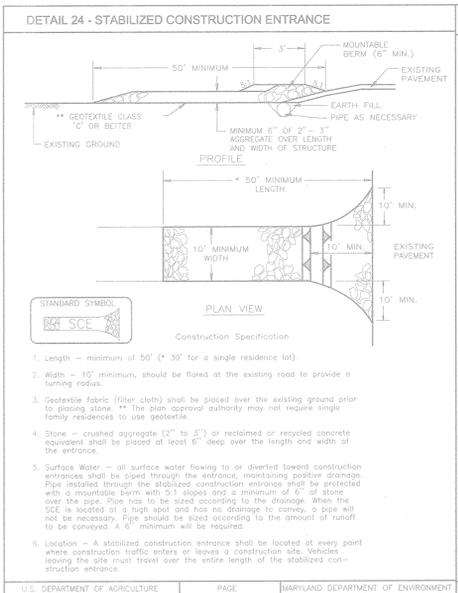 DETAIL 24 - STABILIZED CONSTRUCTION ENTRANCE
3'
MOUNTABLE
BERM (6" MIN.)
50' MINIMUM
5:1
5:1
EXISTING
PAVEMENT
** GEOTEXTILE CLASS
"C" OR BETTER
EARTH FILL
PIPE AS NECESSARY
EXISTING GROUND
MINIMUM 6" OF 2"- 3"
AGGREGATE OVER LENGTH
AND WIDTH OF STRUCTURE
PROFILE
* 50' MINIMUM
LENGTH
10' MIN.
10' MINIMUM
WIDTH
10' MIN.
EXISTING
PAVEMENT
10' MIN.
STANDARD SYMBOL
SCE
PLAN VIEW
Construction Specification
1. Length – minimum of 50' (* 30' for a single residence lot).
2. Width – 10' minimum, should be flared at the existing road to provide a
turning radius.
3. Geotextile fabric (filter cloth) shall be placed over the existing ground prior
to placing stone. ** The plan approval authority may not require single
family residences to use geotextile.
4. Stone – crushed aggregate (2" to 3") or reclaimed or recycled concrete
equivalent shall be placed at least 6" deep over the length and width of
the entrance.
5. Surface Water – all surface water flowing to or diverted toward construction
entrances shall be piped through the entrance, maintaining positive drainage.
Pipe installed through the stabilized construction entrance shall be protected
with a mountable berm with 5:1 slopes and a minimum of 6" of stone
over the pipe. Pipe has to be sized according to the drainage. When the
SCE is located at a high spot and has no drainage to convey, a pipe will
not be necessary. Pipe should be sized according to the amount of runoff
to be conveyed. A 6" minimum will be required.
6. Location – A stabilized construction entrance shall be located at every point
where construction traffic enters or leaves a construction site. Vehicles
leaving the site must travel over the entire length of the stabilized con-
struction entrance.
U.S. DEPARTMENT OF AGRICULTURE
PAGE
MARYLAND DEPARTMENT OF ENVIRONMENT